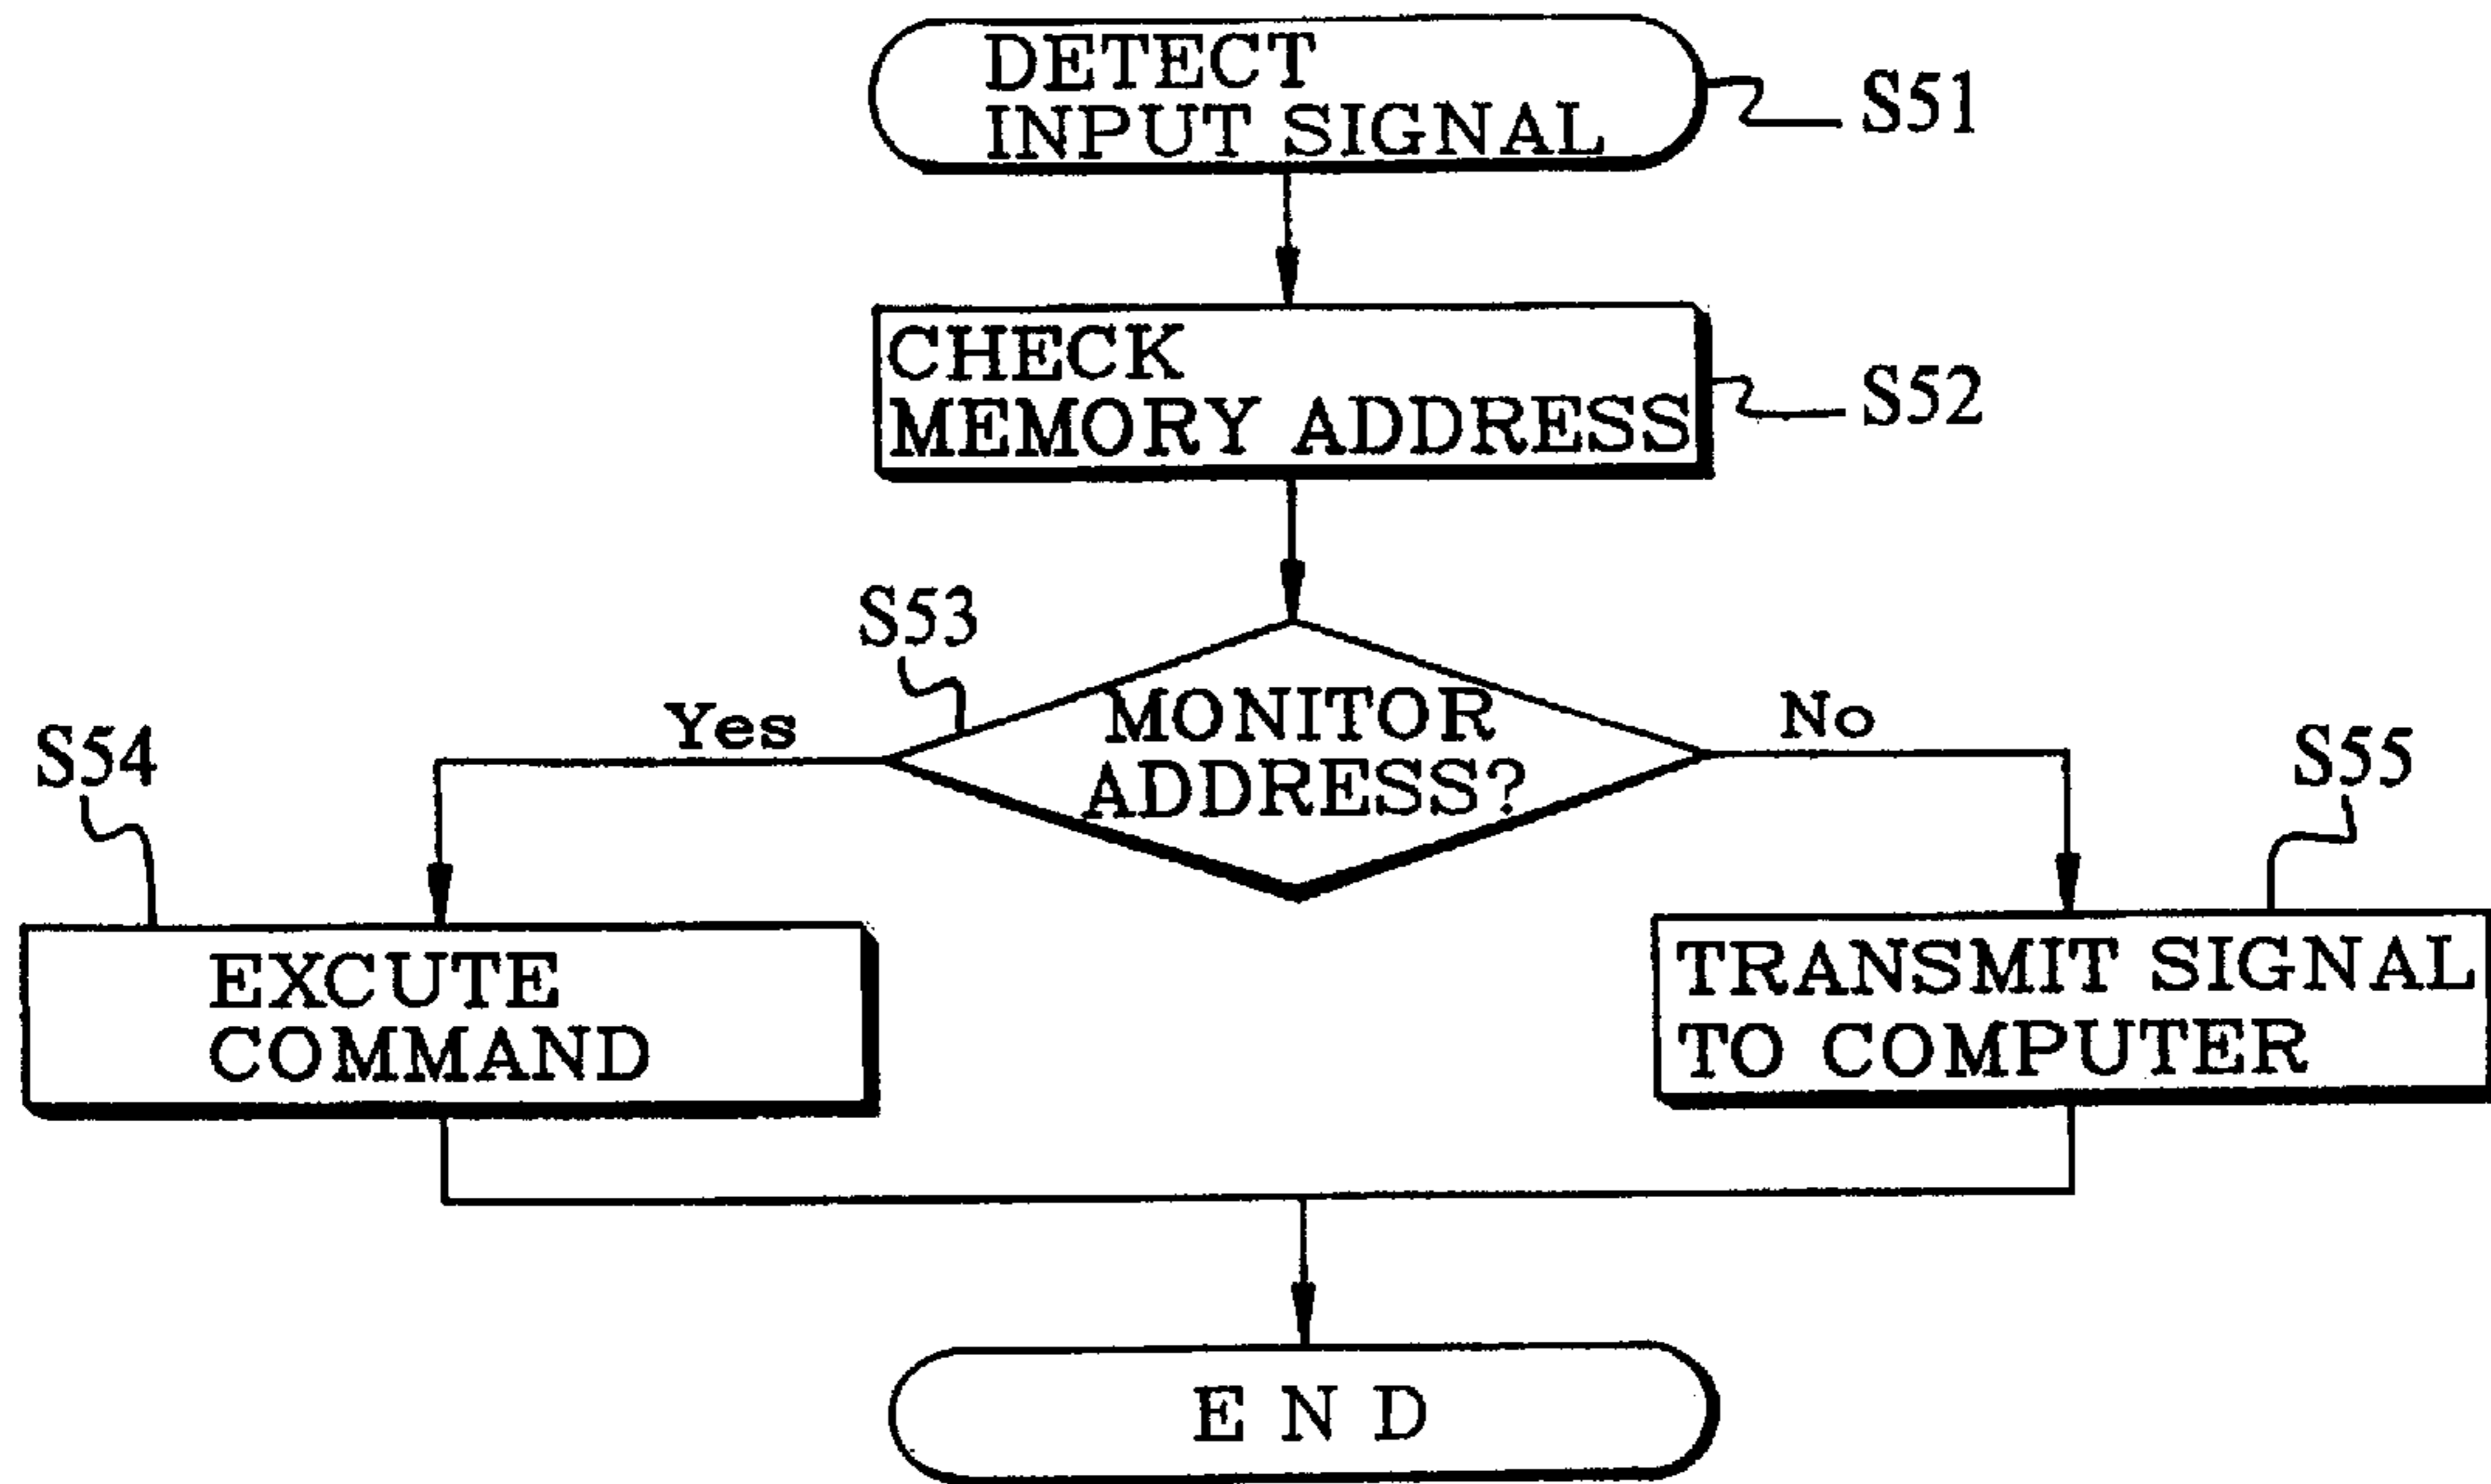 DETECT
INPUT SIGNAL
S51
CHECK
MEMORY ADDRESS
S52
S53
MONITOR
ADDRESS?
Yes
No
S54
EXCUTE
COMMAND
S55
TRANSMIT SIGNAL
TO COMPUTER
END